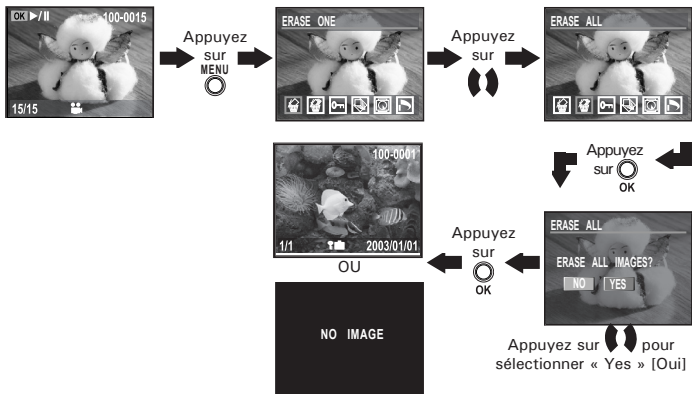 OK ▶/II 100-0015
15/15
Appuyez
sur
MENU
ERASE ONE
Appuyez
sur
ERASE ALL
Appuyez
sur
OK
ERASE ALL
ERASE ALL IMAGES?
NO YES
Appuyez sur pour
sélectionner « Yes » [Oui]
Appuyez
sur
OK
100-0001
1/1 2003/01/01
OU
NO IMAGE